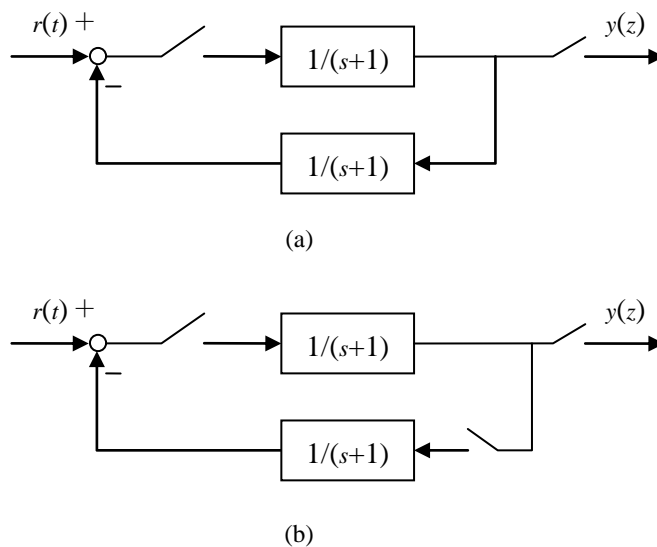 r(t) + y(z)
1/(s+1)
−
1/(s+1)
(a)
r(t) + y(z)
1/(s+1)
−
1/(s+1)
(b)